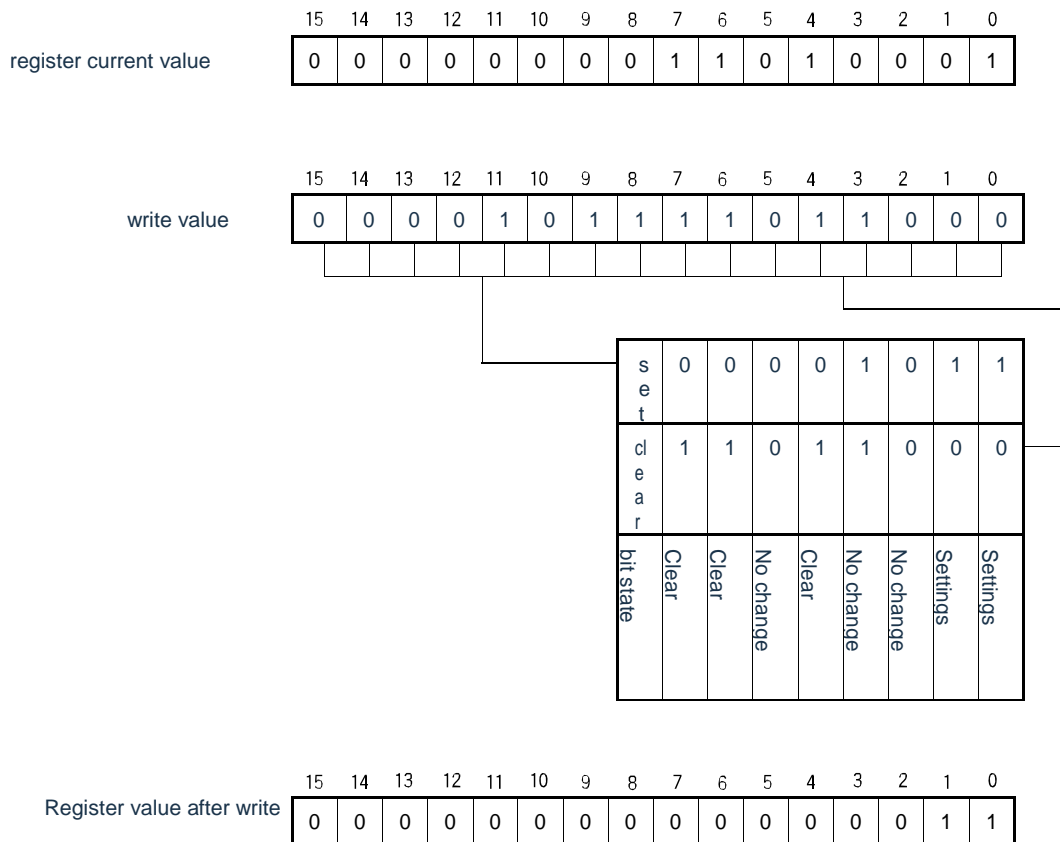 15 14 13 12 11 10 9 8 7 6 5 4 3 2 1 0
register current value 0 0 0 0 0 0 0 0 1 1 0 1 0 0 0 1
15 14 13 12 11 10 9 8 7 6 5 4 3 2 1 0
write value 0 0 0 0 1 0 1 1 1 1 0 1 1 0 0 0
set 0 0 0 0 1 0 1 1
clear 1 1 0 1 1 0 0 0
bit state Clear Clear No change Clear No change No change Settings Settings
15 14 13 12 11 10 9 8 7 6 5 4 3 2 1 0
Register value after write 0 0 0 0 0 0 0 0 0 0 0 0 0 0 1 1